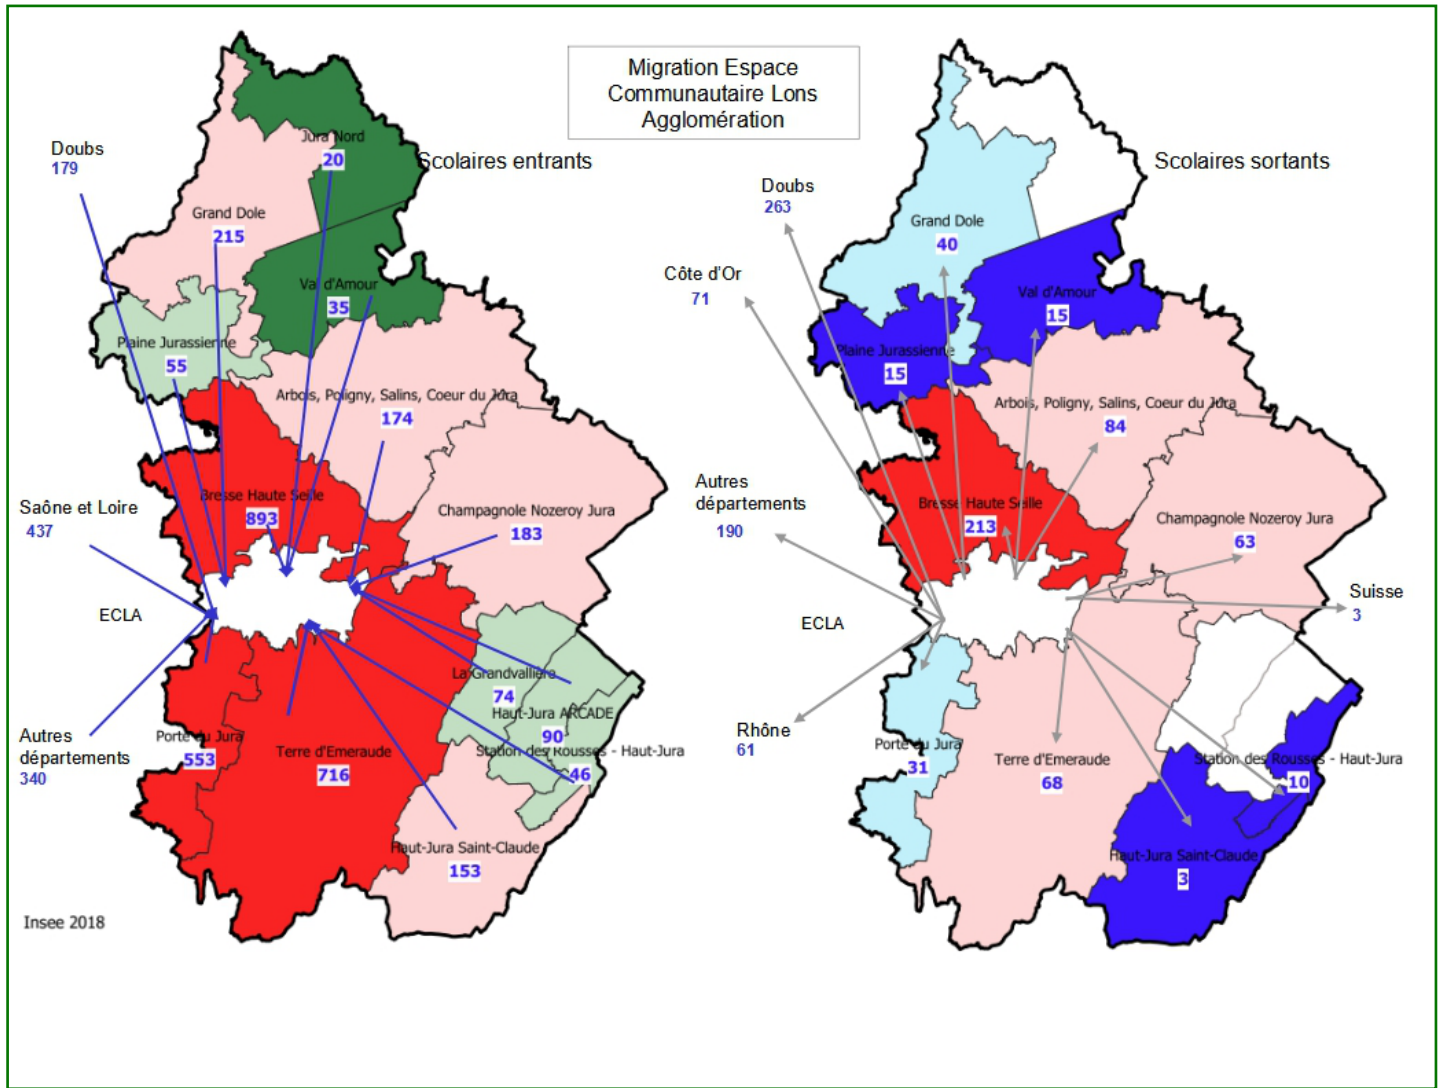 Migration Espace
Communautaire Lons
Agglomération
Scolaires entrants
Doubs
179
Jura Nord
20
Grand Dole
215
Val d'Amour
35
Plaine Jurassienne
55
Arbois, Poligny, Salins, Coeur du Jura
174
Saône et Loire
437
Bresse Haute Seille
893
Champagnole Nozeroy Jura
183
ECLA
La Grandvallière
74
Haut-Jura ARCADE
90
Station des Rousses - Haut-Jura
46
Autres
départements
340
Porte du Jura
553
Terre d'Emeraude
716
Haut-Jura Saint-Claude
153
Insee 2018
Scolaires sortants
Doubs
263
Côte d'Or
71
Grand Dole
40
Val d'Amour
15
Plaine Jurassienne
15
Arbois, Poligny, Salins, Coeur du Jura
84
Autres
départements
190
Bresse Haute Seille
213
Champagnole Nozeroy Jura
63
Suisse
3
ECLA
Rhône
61
Porte du Jura
31
Terre d'Emeraude
68
Station des Rousses - Haut-Jura
10
Haut-Jura Saint-Claude
3